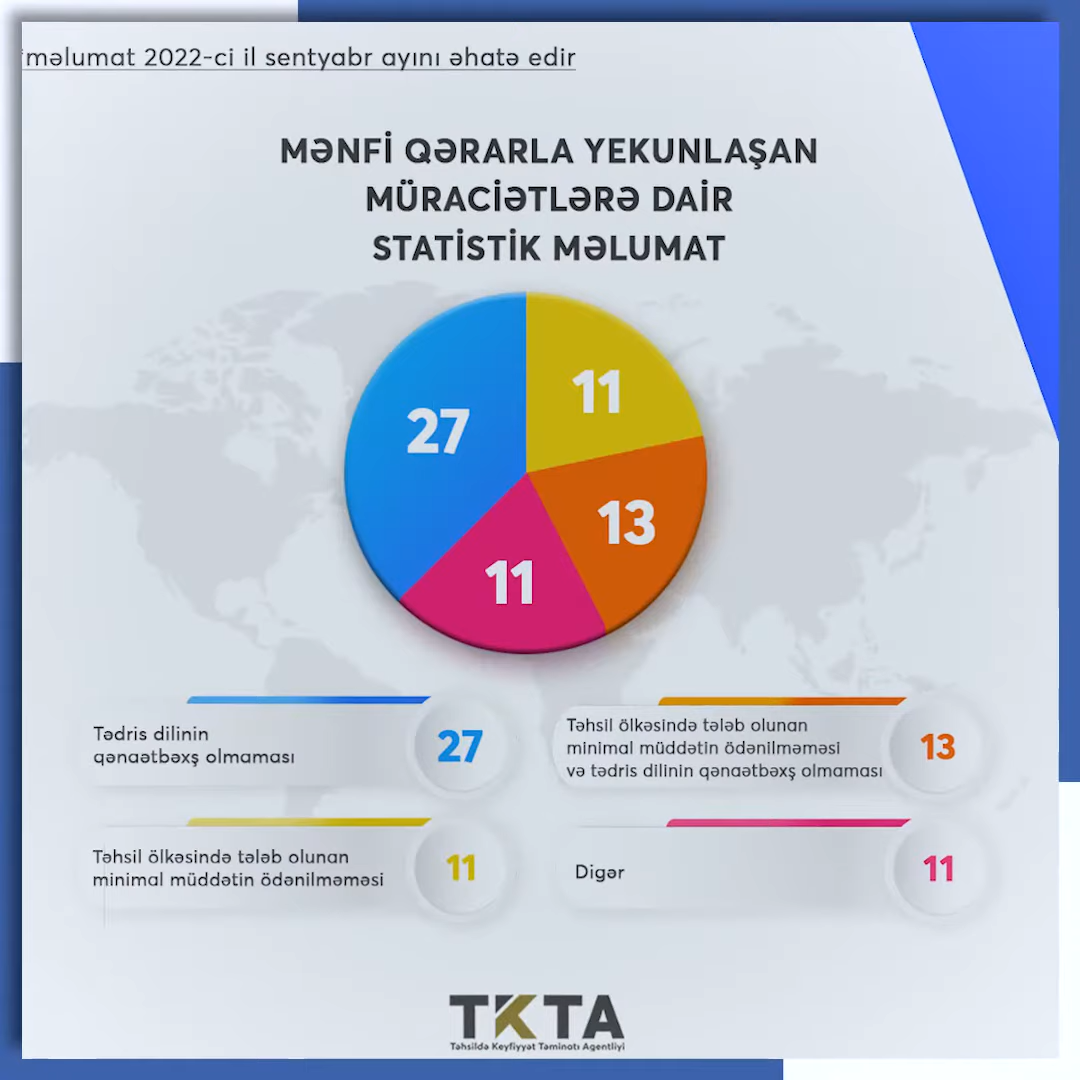 *məlumat 2022-ci il sentyabr ayını əhatə edir
MƏNFİ QƏRARLA YEKUNLAŞAN
MÜRACİƏTLƏRƏ DAİR
STATİSTİK MƏLUMAT
27
11
13
11
Tədris dilinin
qənaətbəxş olmaması
27
Təhsil ölkəsində tələb olunan
minimal müddətin ödənilməməsi
və tədris dilinin qənaətbəxş olmaması
13
Təhsil ölkəsində tələb olunan
minimal müddətin ödənilməməsi
11
Digər
11
TKTA
Təhsildə Keyfiyyət Təminatı Agentliyi